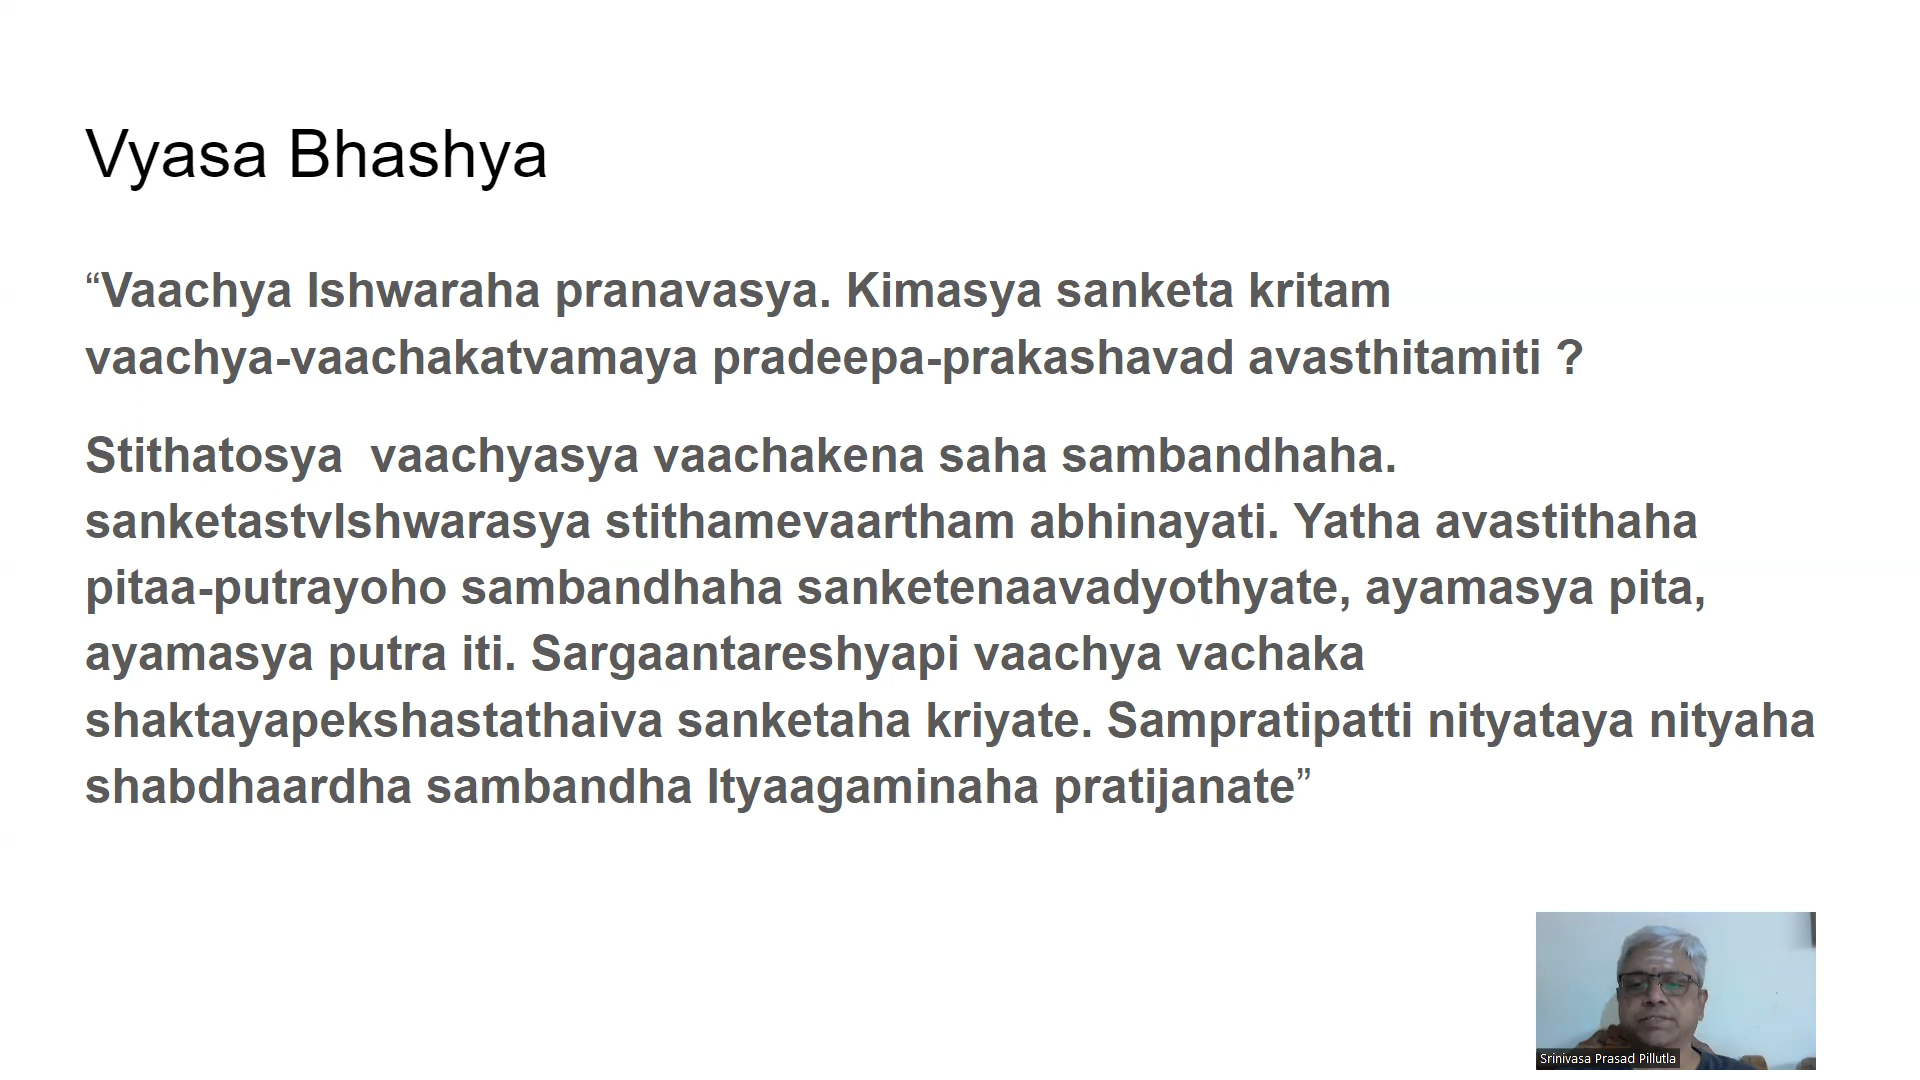 Vyasa Bhashya
“Vaachya Ishwaraha pranavasya. Kimasya sanketa kritam
vaachya-vaachakatvamaya pradeepa-prakashavad avasthitamiti ?
Stithatosya  vaachyasya vaachakena saha sambandhaha.
sanketastvIshwarasya stithamevaartham abhinayati. Yatha avastithaha
pitaa-putrayoho sambandhaha sanketenaavadyothyate, ayamasya pita,
ayamasya putra iti. Sargaantareshyapi vaachya vachaka
shaktayapekshastathaiva sanketaha kriyate. Sampratipatti nityataya nityaha
shabdhaardha sambandha Ityaagaminaha pratijanate”
Srinivasa Prasad Pillutla